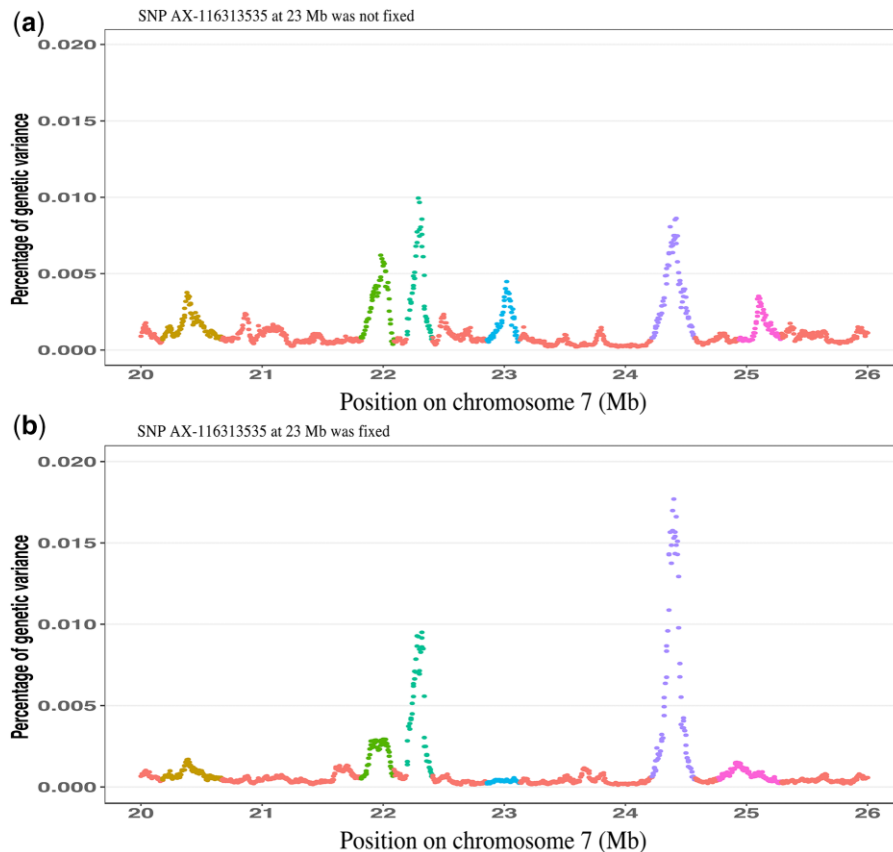 (a)
SNP AX-116313535 at 23 Mb was not fixed
Percentage of genetic variance
0.020
0.015
0.010
0.005
0.000
20 21 22 23 24 25 26
Position on chromosome 7 (Mb)
(b)
SNP AX-116313535 at 23 Mb was fixed
Percentage of genetic variance
0.020
0.015
0.010
0.005
0.000
20 21 22 23 24 25 26
Position on chromosome 7 (Mb)